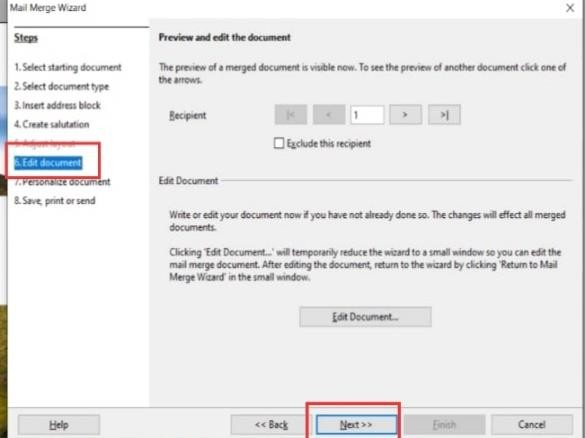 Mail Merge Wizard
Steps
1. Select starting document
2. Select document type
3. Insert address block
4. Create salutation
5. Adjust layout
6. Edit document
7. Personalize document
8. Save, print or send
Preview and edit the document
The preview of a merged document is visible now. To see the preview of another document click one of
the arrows.
Recipient |< < 1 > >|
Exclude this recipient
Edit Document
Write or edit your document now if you have not already done so. The changes will effect all merged
documents.
Clicking 'Edit Document...' will temporarily reduce the wizard to a small window so you can edit the
mail merge document. After editing the document, return to the wizard by clicking 'Return to Mail
Merge Wizard' in the small window.
Edit Document...
Help << Back Next >> Finish Cancel